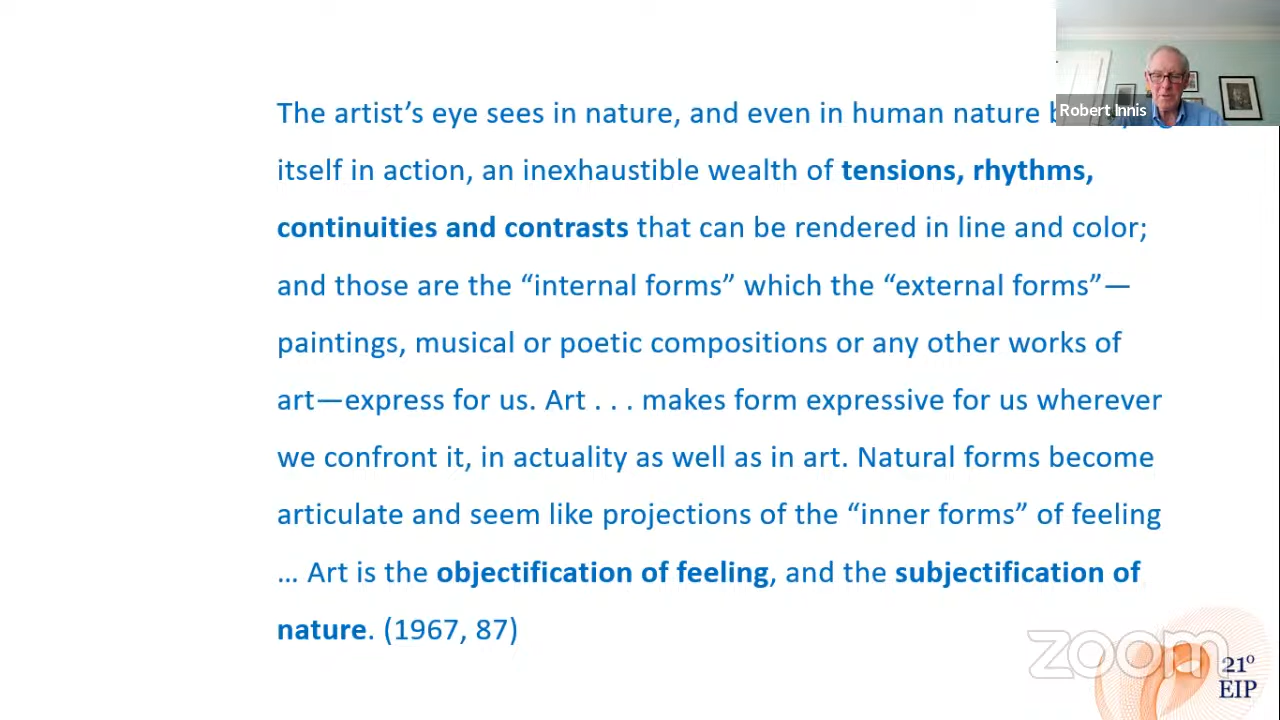 The artist’s eye sees in nature, and even in human nature
itself in action, an inexhaustible wealth of tensions, rhythms,
continuities and contrasts that can be rendered in line and color;
and those are the “internal forms” which the “external forms”—
paintings, musical or poetic compositions or any other works of
art—express for us. Art . . . makes form expressive for us wherever
we confront it, in actuality as well as in art. Natural forms become
articulate and seem like projections of the “inner forms” of feeling
… Art is the objectification of feeling, and the subjectification of
nature. (1967, 87)
Robert Innis
zoom
21º
EIP